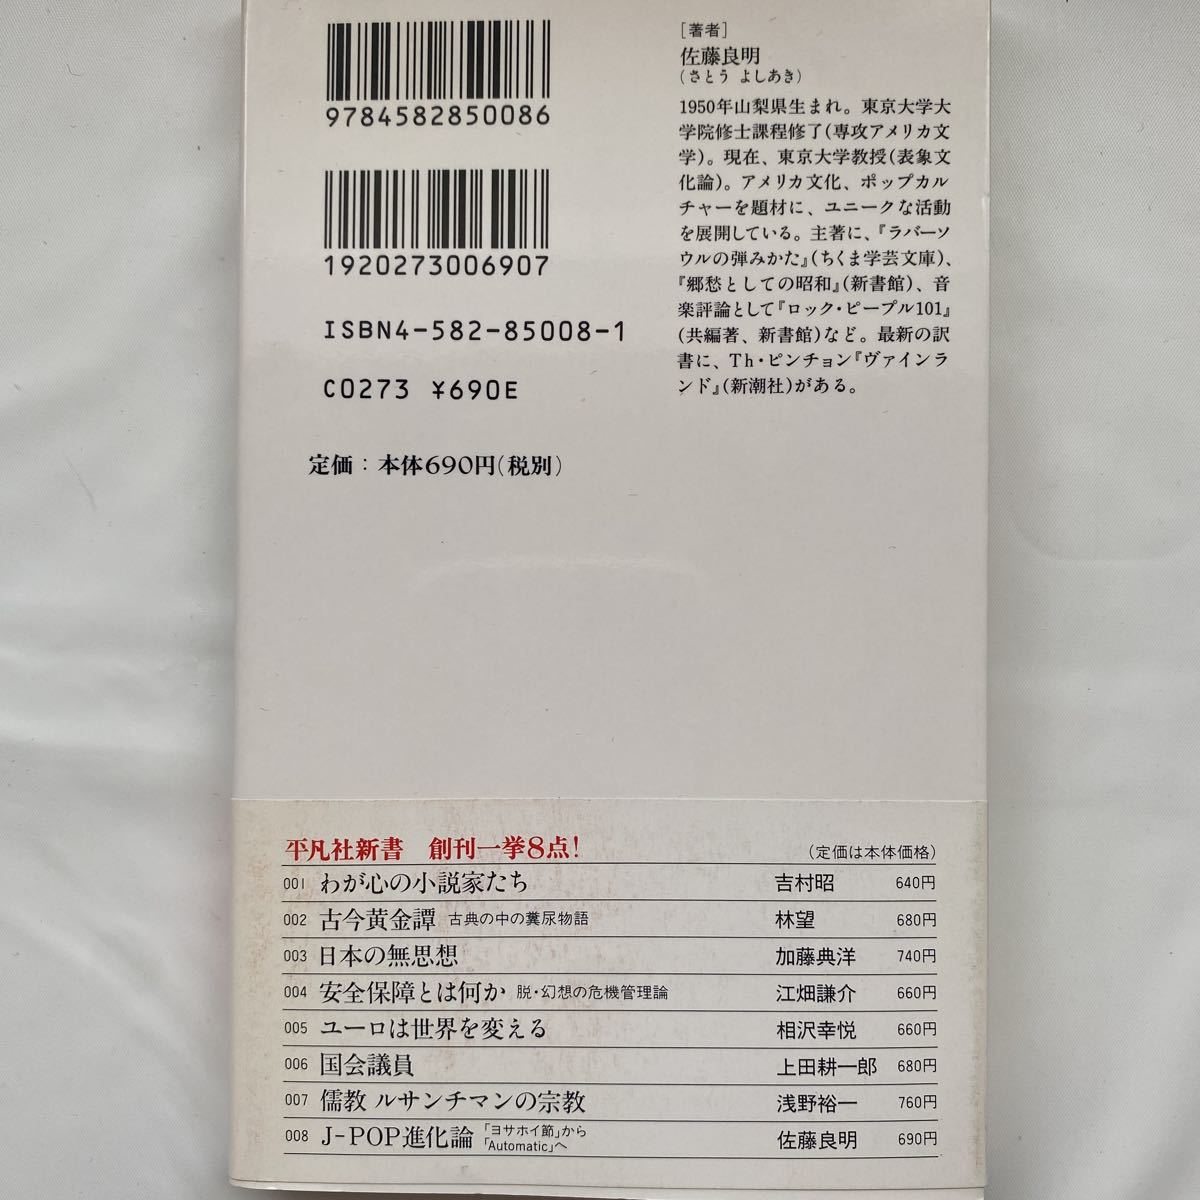 9784582850086
1920273006907
ISBN4-582-85008-1
C0273 ¥690E
定価:本体690円(税別)
[著者]
佐藤良明
(さとう よしあき)
1950年山梨県生まれ。東京大学大
学院修士課程修了(専攻アメリカ文
学)。現在、東京大学教授(表象文
化論)。アメリカ文化、ポップカル
チャーを題材に、ユニークな活動
を展開している。主著に、『ラバーソ
ウルの弾みかた』(ちくま学芸文庫)、
『郷愁としての昭和』(新書館)、音
楽評論として『ロック・ピープル101』
(共編著、新書館)など。最新の訳
書に、Th・ピンチョン『ヴァインラ
ンド』(新潮社)がある。
平凡社新書 創刊一挙8点! (定価は本体価格)
001 わが心の小説家たち 吉村昭 640円
002 古今黄金譚 古典の中の糞尿物語 林望 680円
003 日本の無思想 加藤典洋 740円
004 安全保障とは何か 脱・幻想の危機管理論 江畑謙介 660円
005 ユーロは世界を変える 相沢幸悦 660円
006 国会議員 上田耕一郎 680円
007 儒教 ルサンチマンの宗教 浅野裕一 760円
008 J-POP進化論 「ヨサホイ節」から「Automatic」へ 佐藤良明 690円